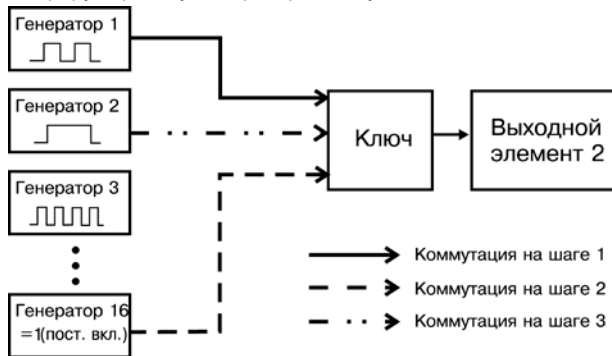 Генератор 1
Генератор 2
Генератор 3
Генератор 16
=1(пост. вкл.)
Ключ
Выходной
элемент 2
Коммутация на шаге 1
Коммутация на шаге 2
Коммутация на шаге 3